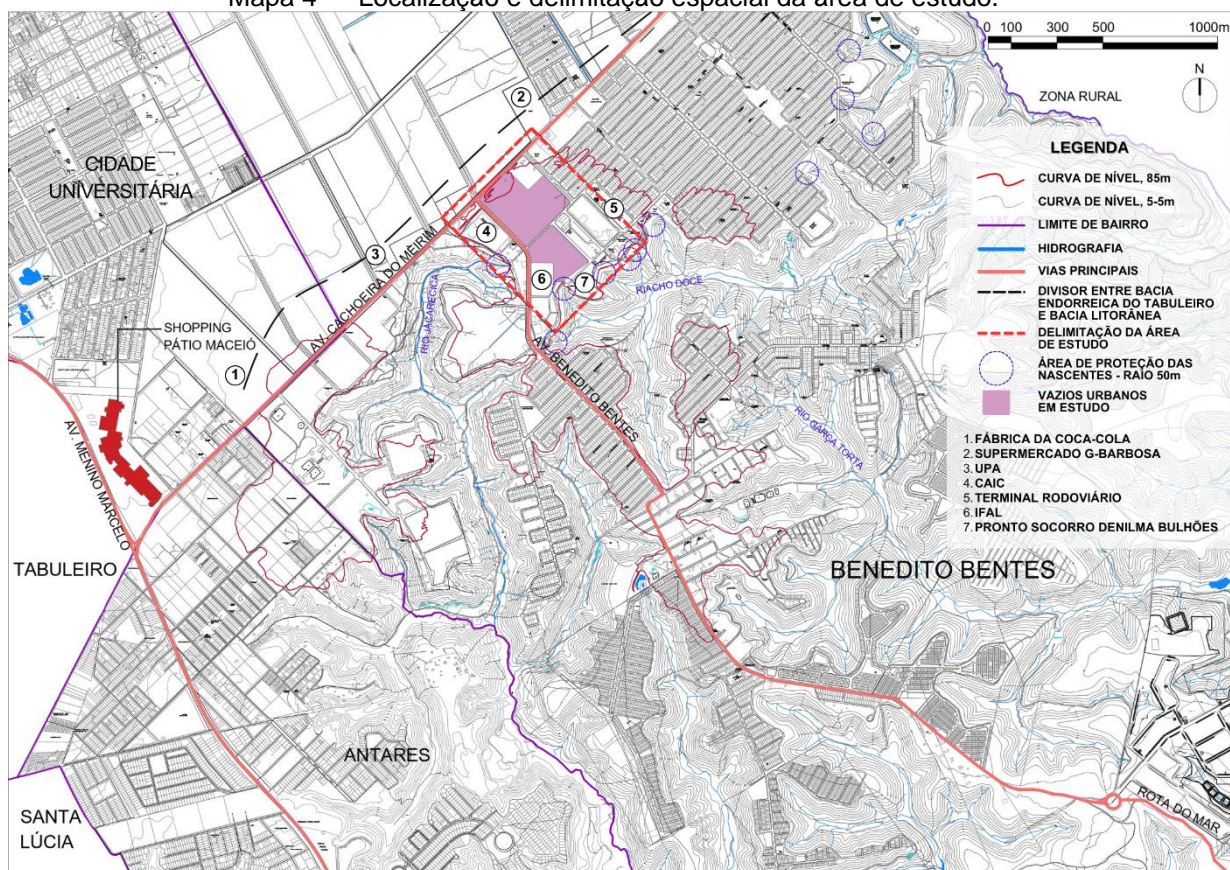 Mapa 4 Localização e delimitação espacial da área de estudo.
0 100 300 500 1000m
N
ZONA RURAL
CIDADE
UNIVERSITÁRIA
LEGENDA
CURVA DE NÍVEL, 85m
CURVA DE NÍVEL, 5-5m
LIMITE DE BAIRRO
HIDROGRAFIA
VIAS PRINCIPAIS
DIVISOR ENTRE BACIA
ENDORREICA DO TABULEIRO
E BACIA LITORÂNEA
DELIMITAÇÃO DA ÁREA
DE ESTUDO
ÁREA DE PROTEÇÃO DAS
NASCENTES - RAIO 50m
VAZIOS URBANOS
EM ESTUDO
1. FÁBRICA DA COCA-COLA
2. SUPERMERCADO G-BARBOSA
3. UPA
4. CAIC
5. TERMINAL RODOVIÁRIO
6. IFAL
7. PRONTO SOCORRO DENILMA BULHÕES
2
5
4
3
6
7
1
AV. CACHOEIRA DO MEIRIM
RIO JACARECICA
RIACHO DOCE
SHOPPING
PÁTIO MACEIÓ
AV. BENEDITO BENTES
RIO GARÇA TORTA
AV. MENINO MARCELO
TABULEIRO
BENEDITO BENTES
ANTARES
SANTA
LÚCIA
ROTA DO MAR